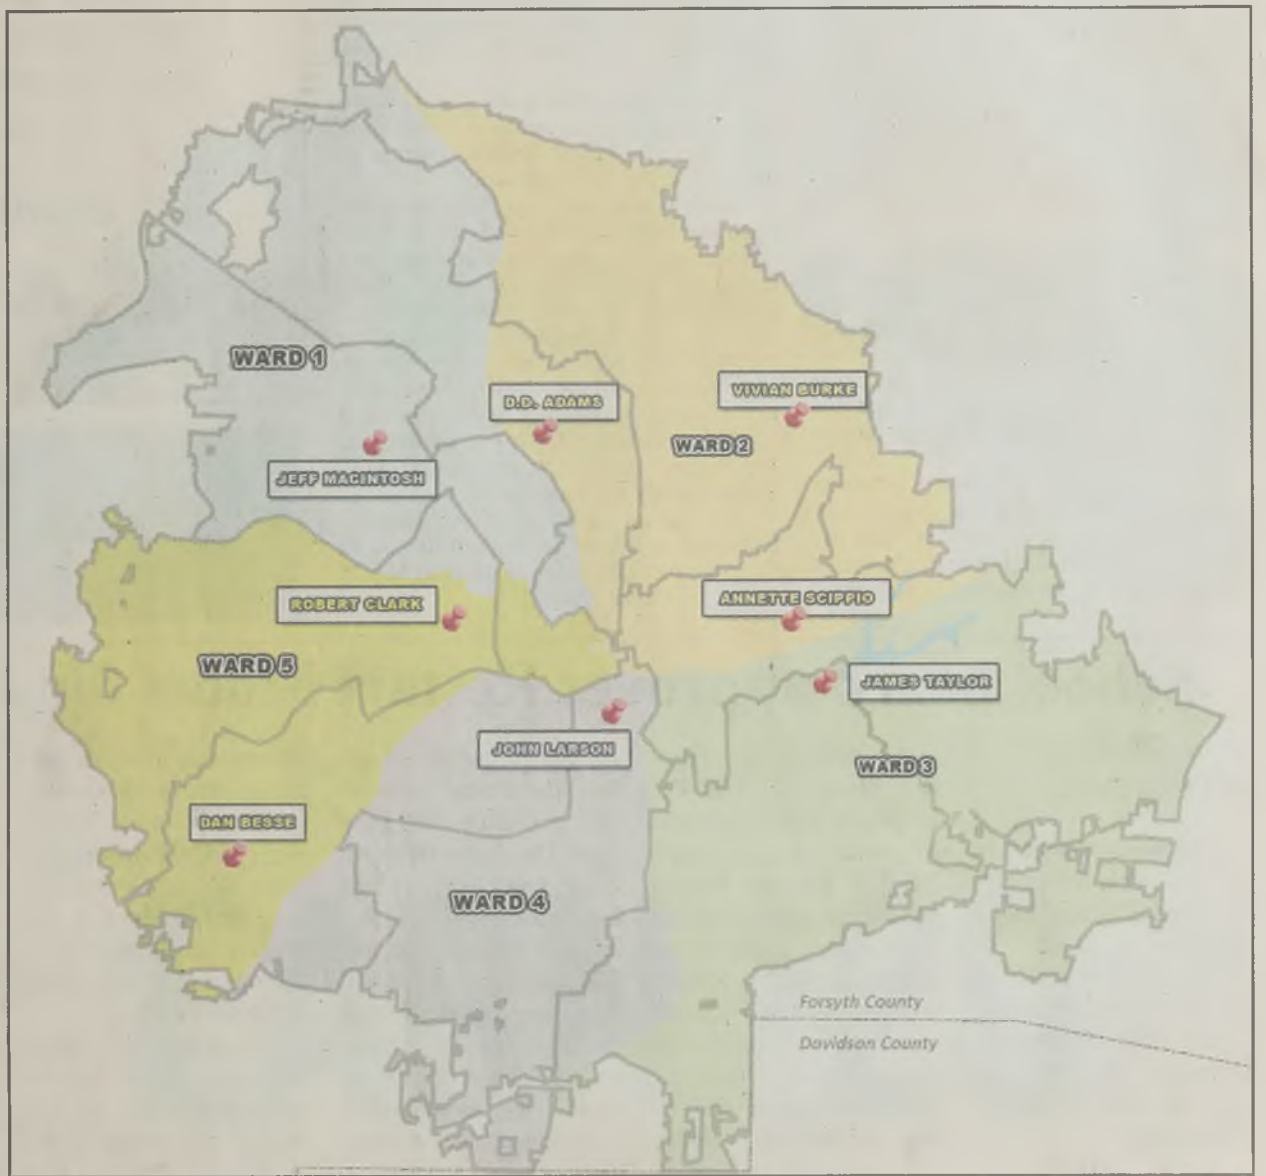 WARD 1
D.D. ADAMS
VIVIAN BURKE
WARD 2
JEFF MACINTOSH
ROBERT CLARK
ANNETTE SCIPPIO
WARD 5
JAMES TAYLOR
JOHN LARSON
WARD 3
DAN BESSE
WARD 4
Forsyth County
Davidson County